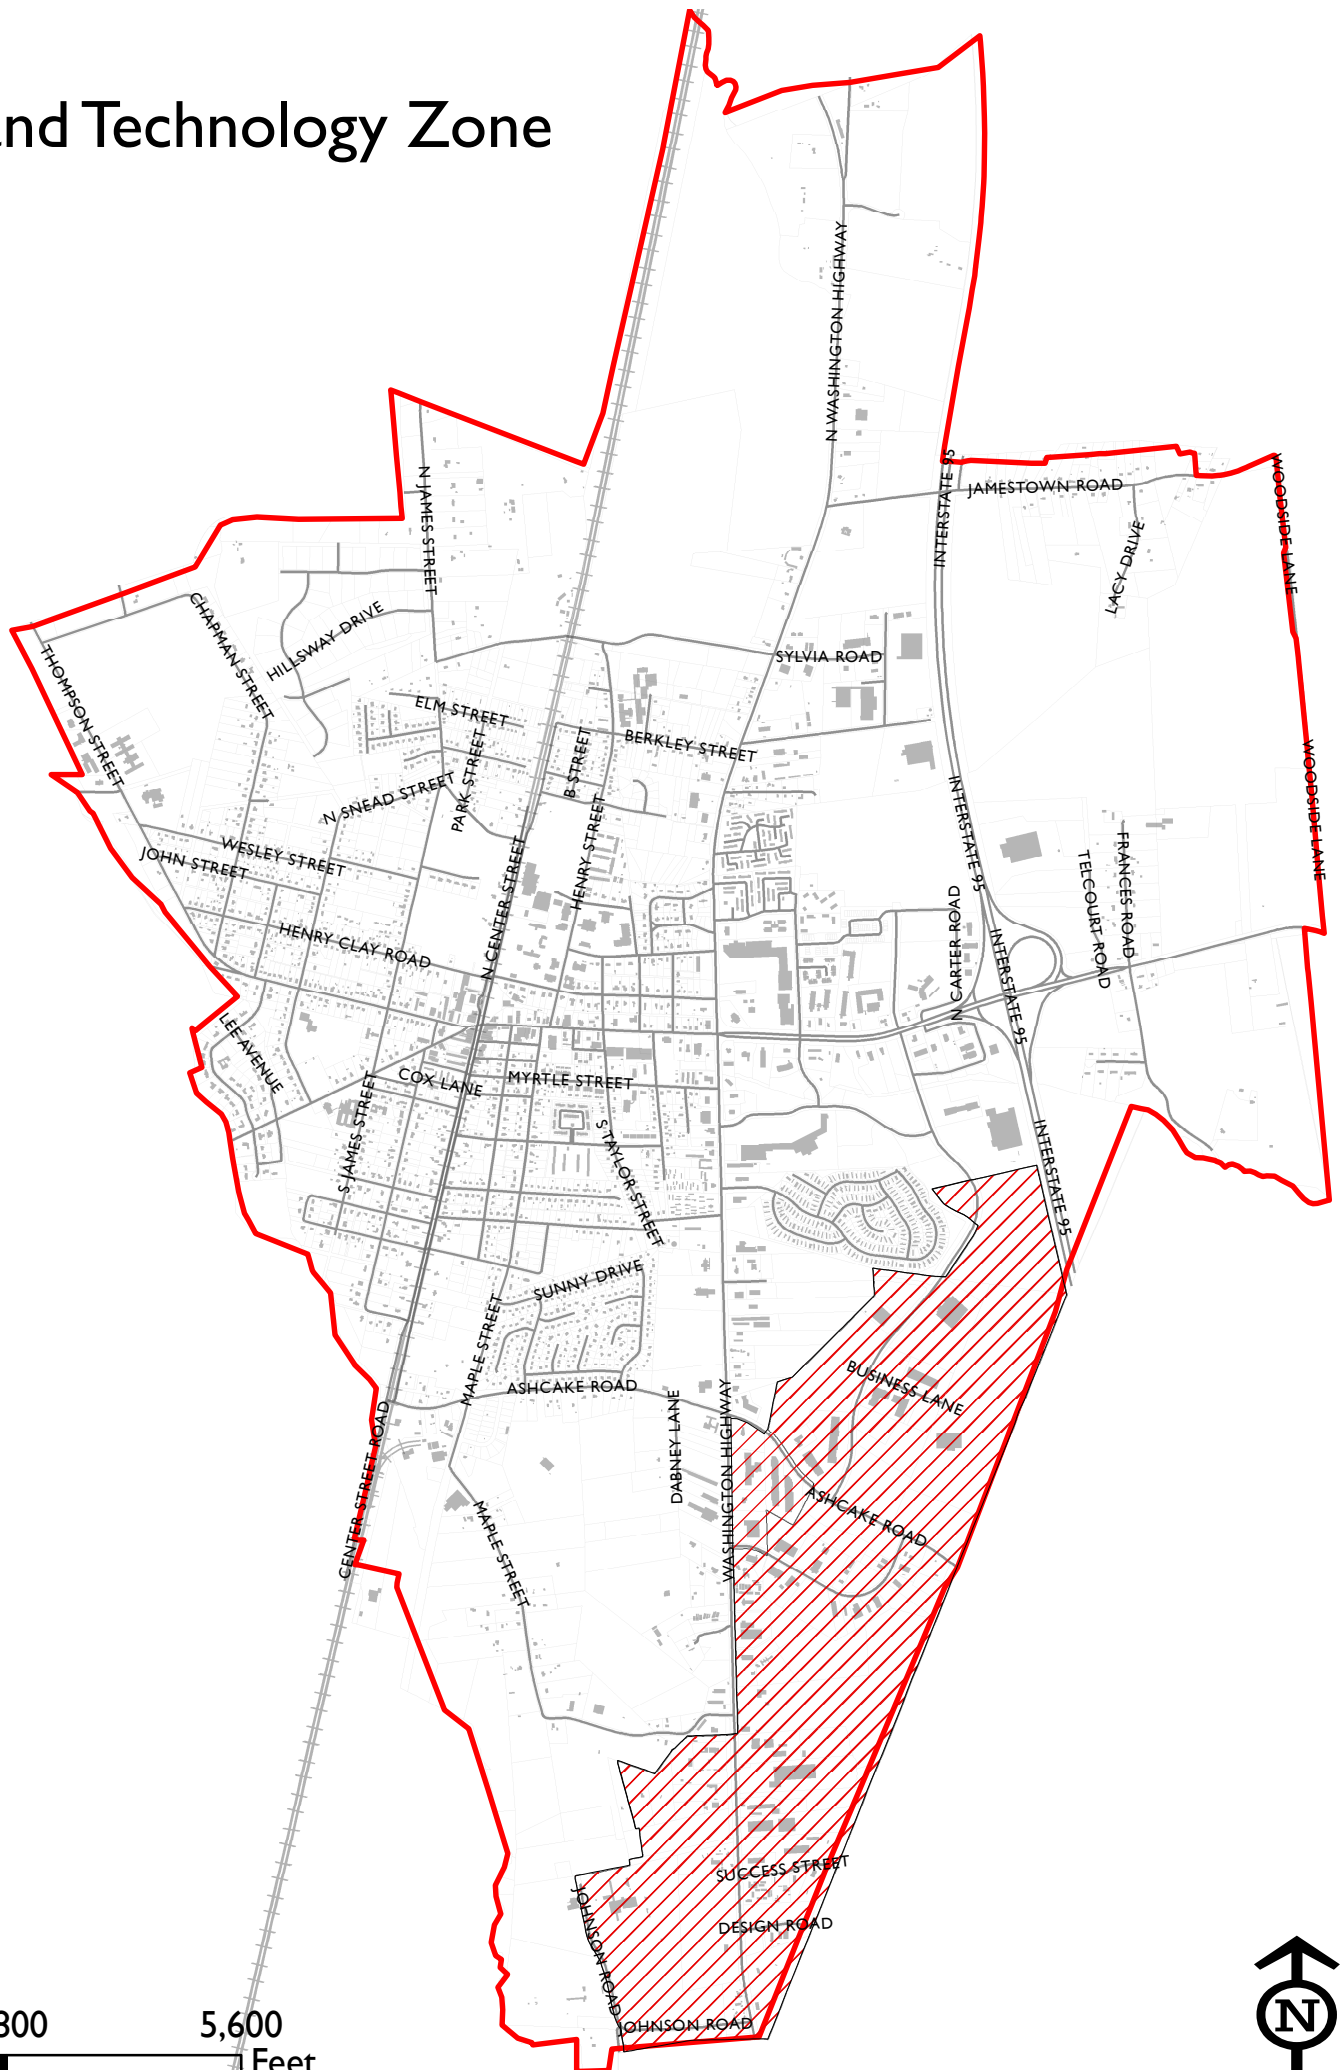 nd Technology Zone
N WASHINGTON HIGHWAY
INTERSTATE 95
JAMESTOWN ROAD
WOODSIDE LANE
N JAMES STREET
LACY DRIVE
CHAPMAN STREET
HILLSWAY DRIVE
THOMPSON STREET
SYLVIA ROAD
ELM STREET
BERKLEY STREET
B STREET
PARK STREET
N SNEAD STREET
WOODSIDE LANE
INTERSTATE 95
WESLEY STREET
JOHN STREET
HENRY STREET
N CENTER STREET
FRANCES ROAD
TELCOURT ROAD
N CARTER ROAD
HENRY CLAY ROAD
INTERSTATE 95
LEE AVENUE
COX LANE
MYRTLE STREET
S JAMES STREET
S TAYLOR STREET
INTERSTATE 95
SUNNY DRIVE
MAPLE STREET
ASHCAKE ROAD
BUSINESS LANE
DABNEY LANE
WASHINGTON HIGHWAY
CENTER STREET ROAD
ASHCAKE ROAD
MAPLE STREET
SUCCESS STREET
JOHNSON ROAD
DESIGN ROAD
JOHNSON ROAD
N
800 5,600
Feet